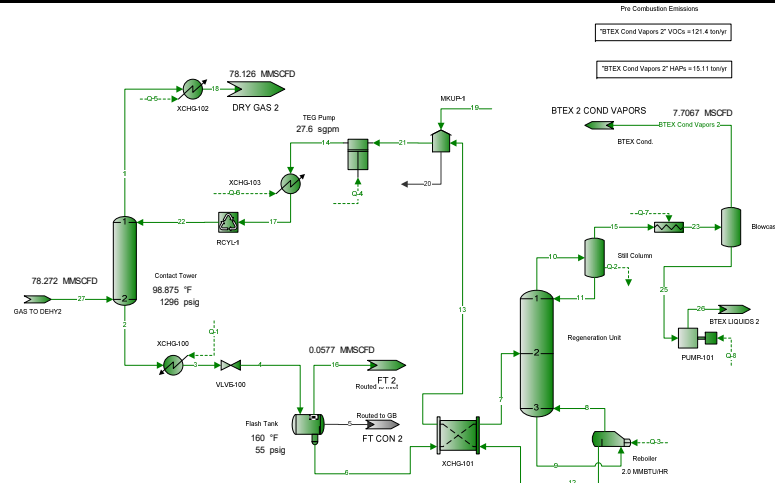 Pre Combustion Emissions
"BTEX Cond Vapors 2" VOCs = 121.4 ton/yr
"BTEX Cond Vapors 2" HAPs = 15.11 ton/yr
78.126 MMSCFD
18
Q-5
XCHG-102
DRY GAS 2
MKUP-1
19
TEG Pump
27.6 sgpm
14
21
BTEX 2 COND VAPORS
7.7067 MSCFD
BTEX Cond Vapors 2
BTEX Cond.
1
XCHG-103
Q-6
Q-4
20
22
17
RCYL-1
1
2
Q-7
15
23
Blowcas
Still Column
10
Q-2
11
Contact Tower
98.875 °F
1296 psig
78.272 MMSCFD
27
GAS TO DEHY2
2
25
26
BTEX LIQUIDS 2
13
1
2
3
Regeneration Unit
PUMP-101
Q-8
Q-1
XCHG-100
3
4
VLVE-100
0.0577 MMSCFD
16
FT 2
Routed
7
Flash Tank
160 °F
55 psig
Routed to GB
5
FT CON 2
8
6
XCHG-101
9
Q-3
Reboiler
2.0 MMBTU/HR
12